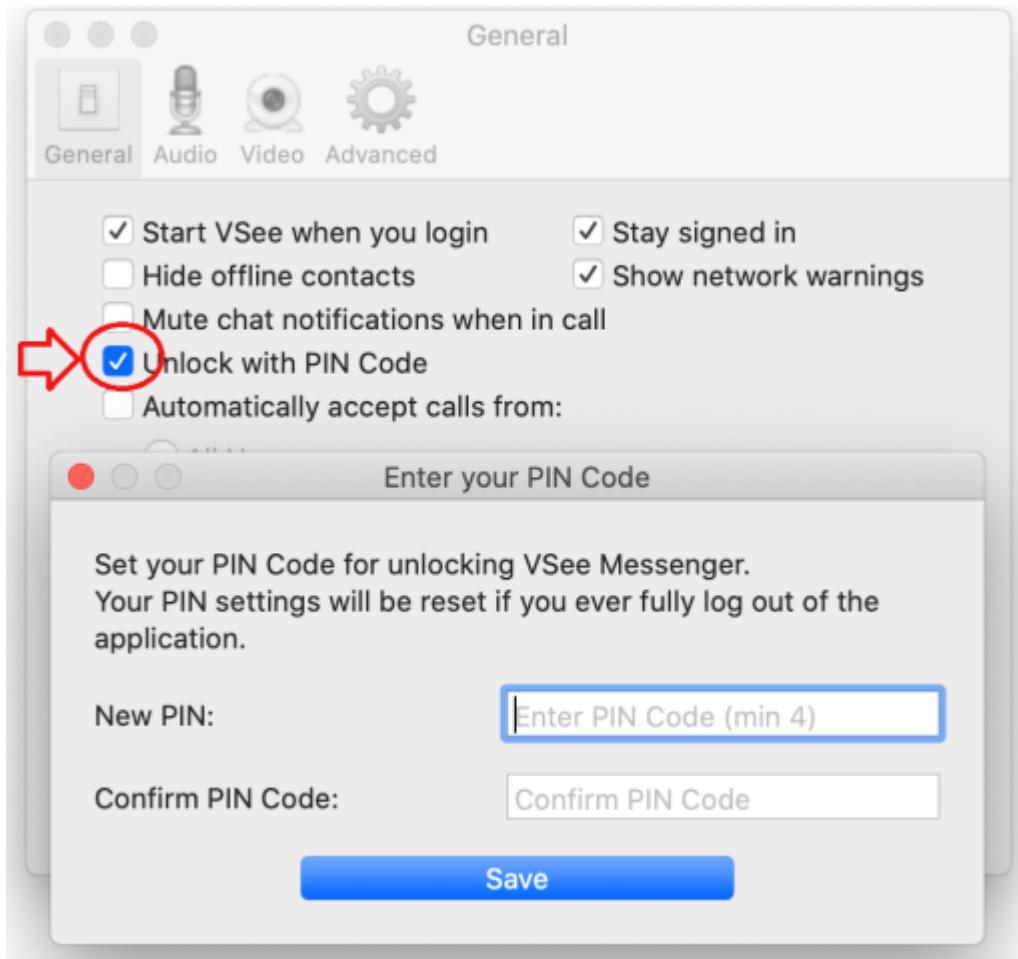 General
General Audio Video Advanced
Start VSee when you login
Stay signed in
Hide offline contacts
Show network warnings
Mute chat notifications when in call
Unlock with PIN Code
Automatically accept calls from:
Enter your PIN Code
Set your PIN Code for unlocking VSee Messenger.
Your PIN settings will be reset if you ever fully log out of the
application.
New PIN:
Enter PIN Code (min 4)
Confirm PIN Code:
Confirm PIN Code
Save